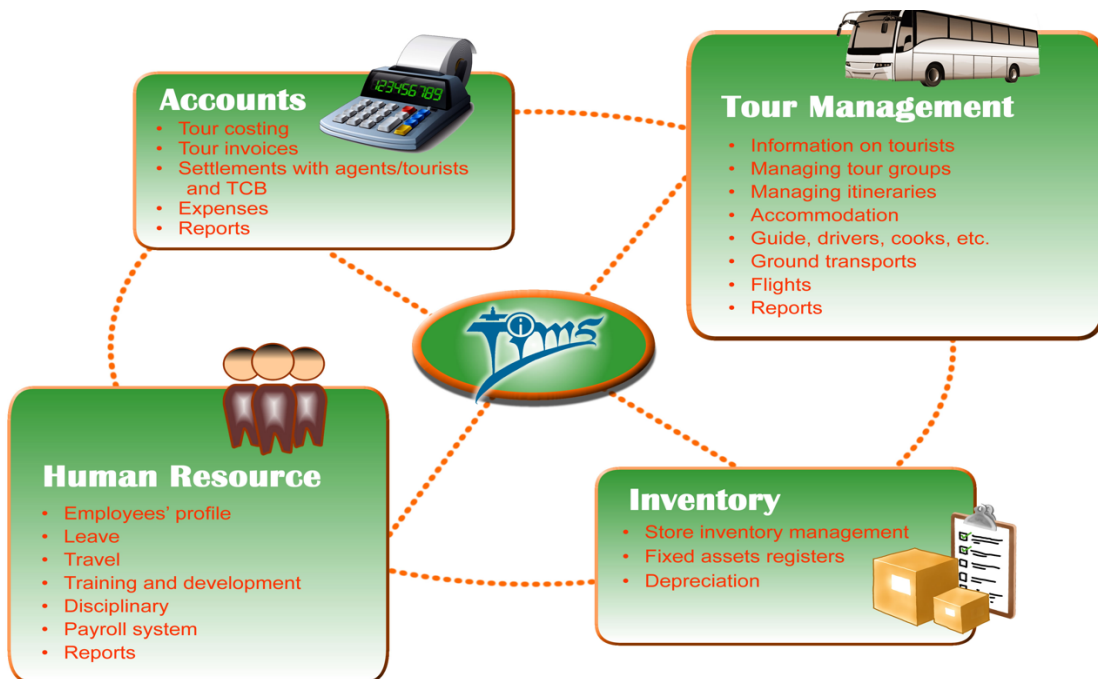 Accounts
123456789
• Tour costing
• Tour invoices
• Settlements with agents/tourists
and TCB
• Expenses
• Reports
Tour Management
• Information on tourists
• Managing tour groups
• Managing itineraries
• Accommodation
• Guide, drivers, cooks, etc.
• Ground transports
• Flights
• Reports
tims
Human Resource
• Employees’ profile
• Leave
• Travel
• Training and development
• Disciplinary
• Payroll system
• Reports
Inventory
• Store inventory management
• Fixed assets registers
• Depreciation